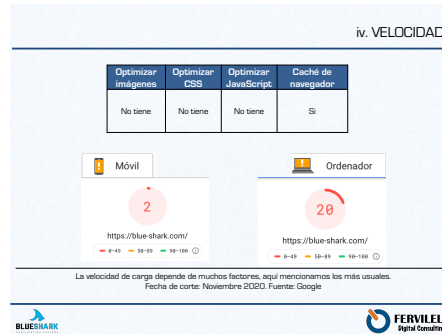 iv. VELOCIDAD
Optimizar imágenes Optimizar CSS Optimizar JavaScript Caché de navegador
No tiene No tiene No tiene Si
Móvil
2
https://blue-shark.com/
0-49 50-89 90-100
Ordenador
20
https://blue-shark.com/
0-49 50-89 90-100
La velocidad de carga depende de muchos factores, aquí mencionamos los más usuales.
Fecha de corte: Noviembre 2020. Fuente: Google
BLUESHARK
FERVILELA
Digital Consulting